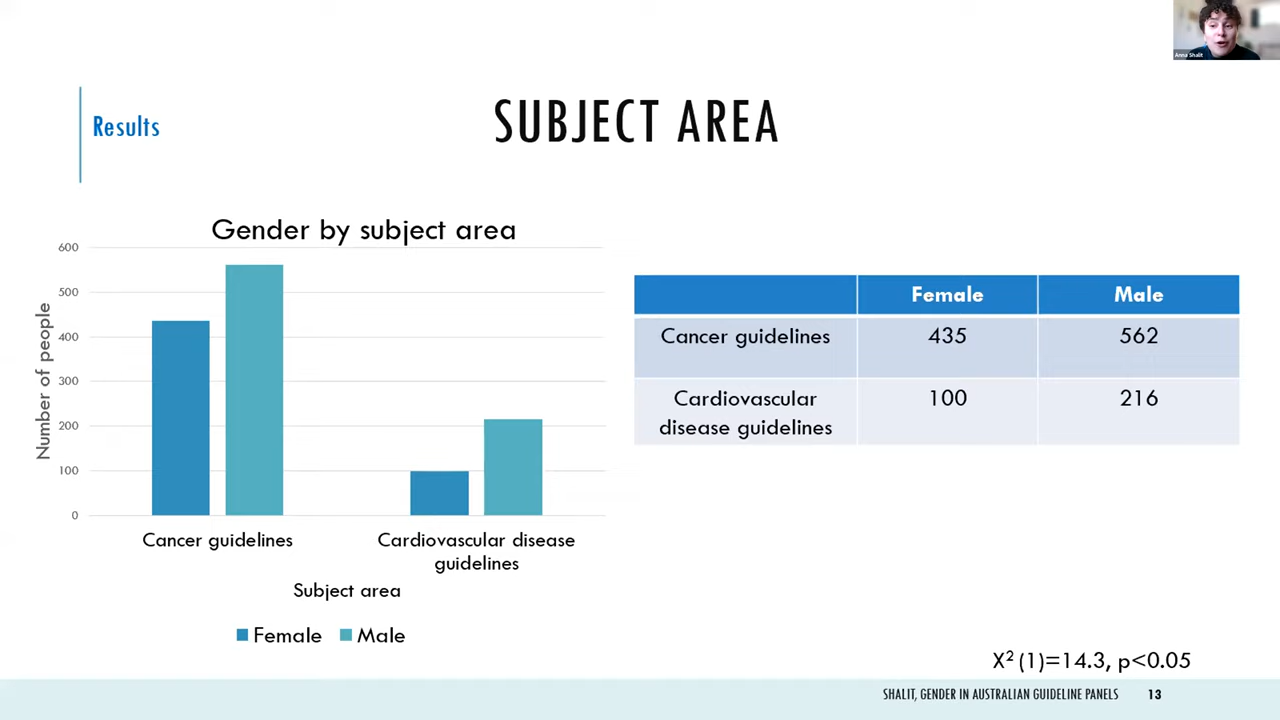 Anna Shalit
Results
SUBJECT AREA
Gender by subject area
Number of people
600
500
400
300
200
100
0
Cancer guidelines
Cardiovascular disease
guidelines
Subject area
Female
Male
Female Male
Cancer guidelines 435 562
Cardiovascular
disease guidelines 100 216
X² (1)=14.3, p<0.05
SHALIT, GENDER IN AUSTRALIAN GUIDELINE PANELS 13